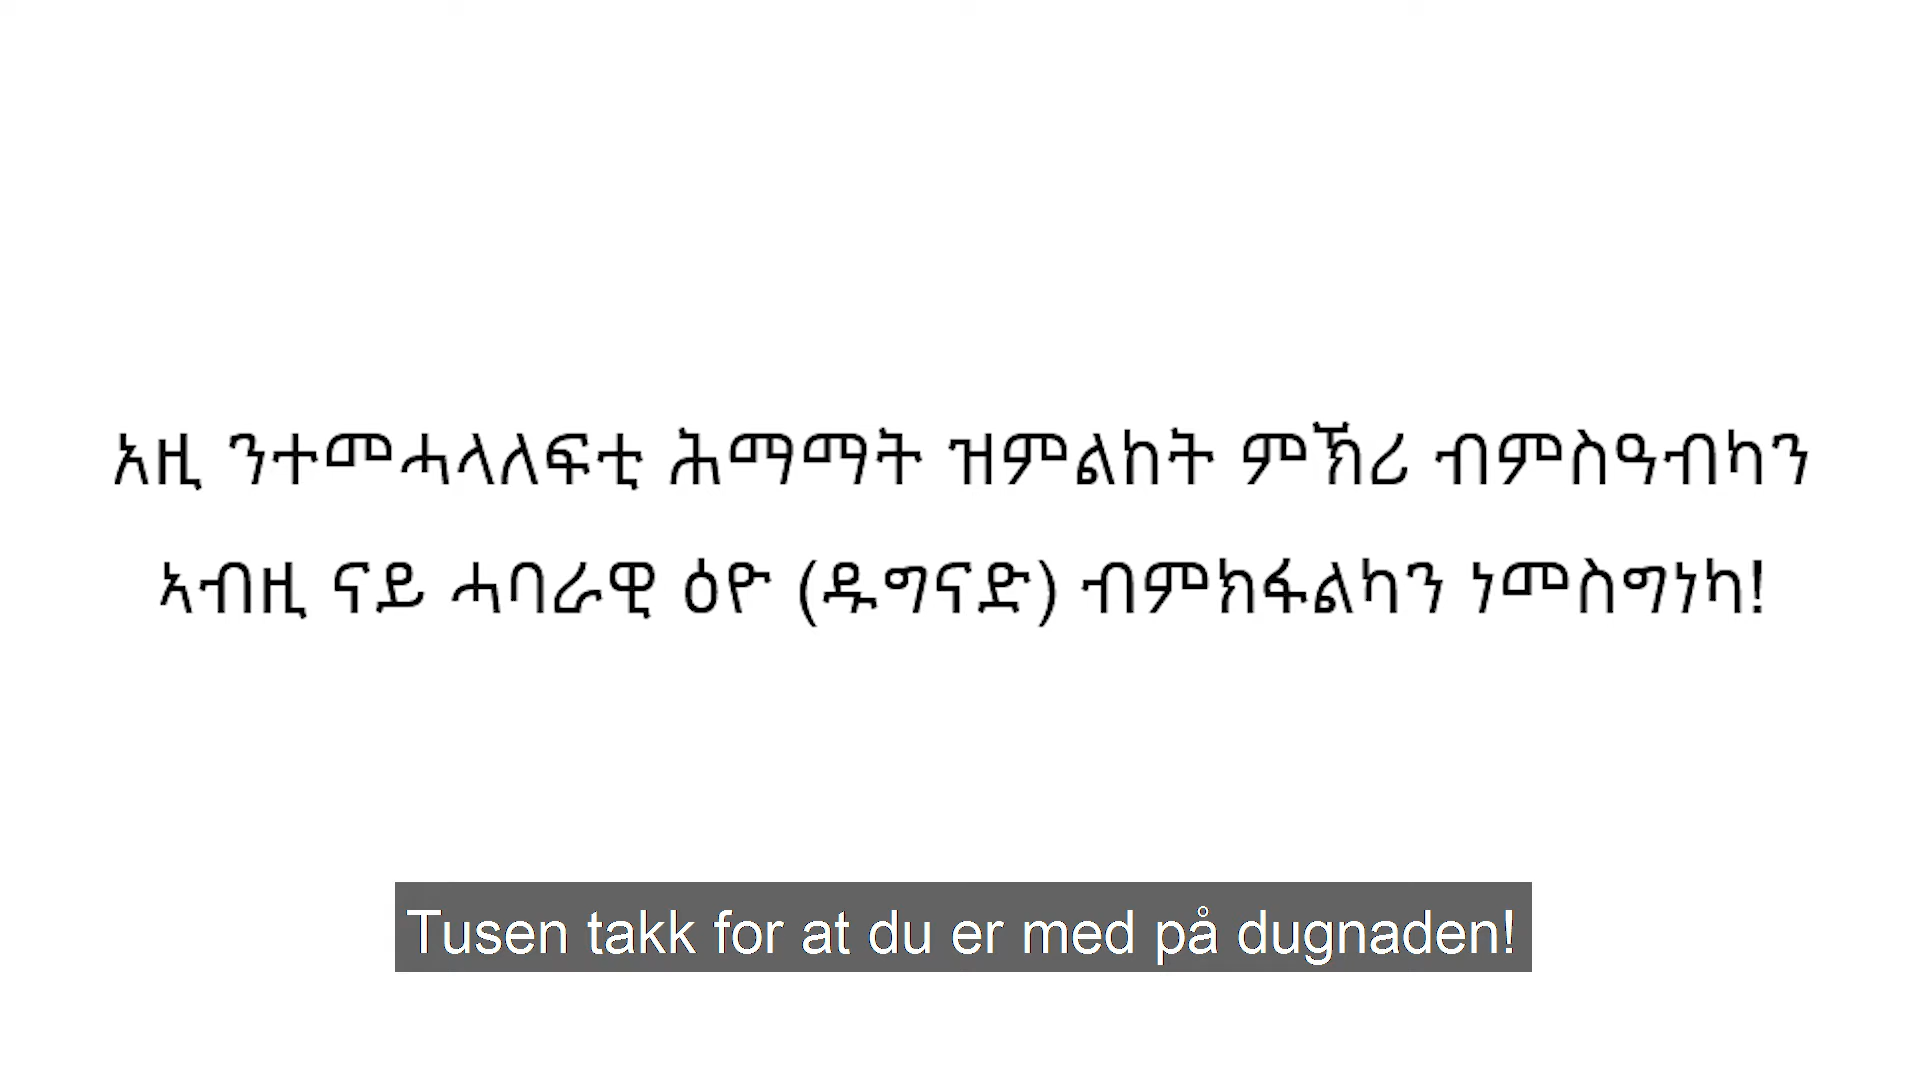 እዚ ንተመሓላለፍቲ ሕማማት ዝምልከት ምኽሪ ብምስዓብካን
ኣብዚ ናይ ሓባራዊ ዕዮ (ዱግናድ) ብምክፋልካን ነመስግነካ!
Tusen takk for at du er med på dugnaden!